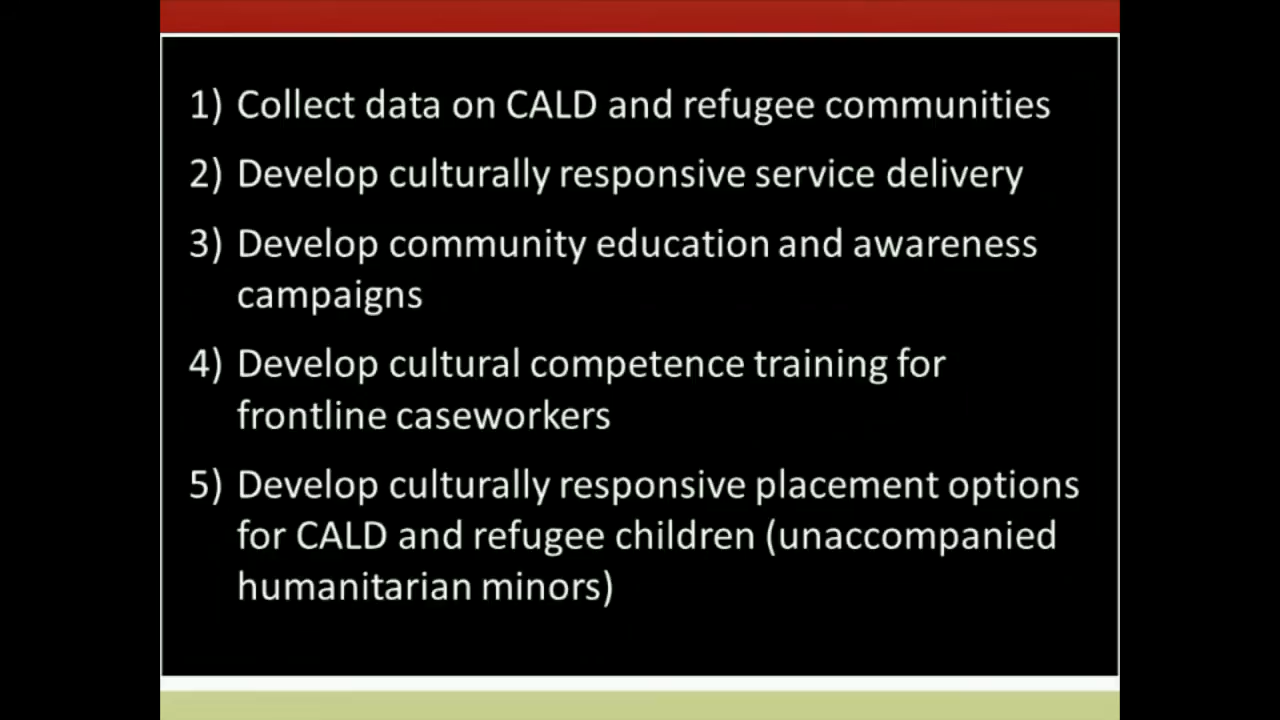 1) Collect data on CALD and refugee communities
2) Develop culturally responsive service delivery
3) Develop community education and awareness
campaigns
4) Develop cultural competence training for
frontline caseworkers
5) Develop culturally responsive placement options
for CALD and refugee children (unaccompanied
humanitarian minors)